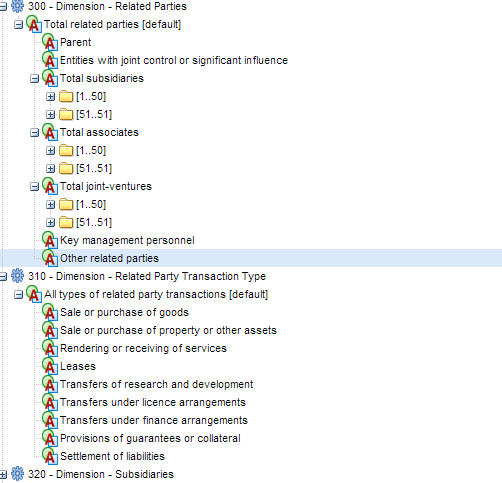 300 - Dimension - Related Parties
Total related parties [default]
Parent
Entities with joint control or significant influence
Total subsidiaries
[1..50]
[51..51]
Total associates
[1..50]
[51..51]
Total joint-ventures
[1..50]
[51..51]
Key management personnel
Other related parties
310 - Dimension - Related Party Transaction Type
All types of related party transactions [default]
Sale or purchase of goods
Sale or purchase of property or other assets
Rendering or receiving of services
Leases
Transfers of research and development
Transfers under licence arrangements
Transfers under finance arrangements
Provisions of guarantees or collateral
Settlement of liabilities
320 - Dimension - Subsidiaries